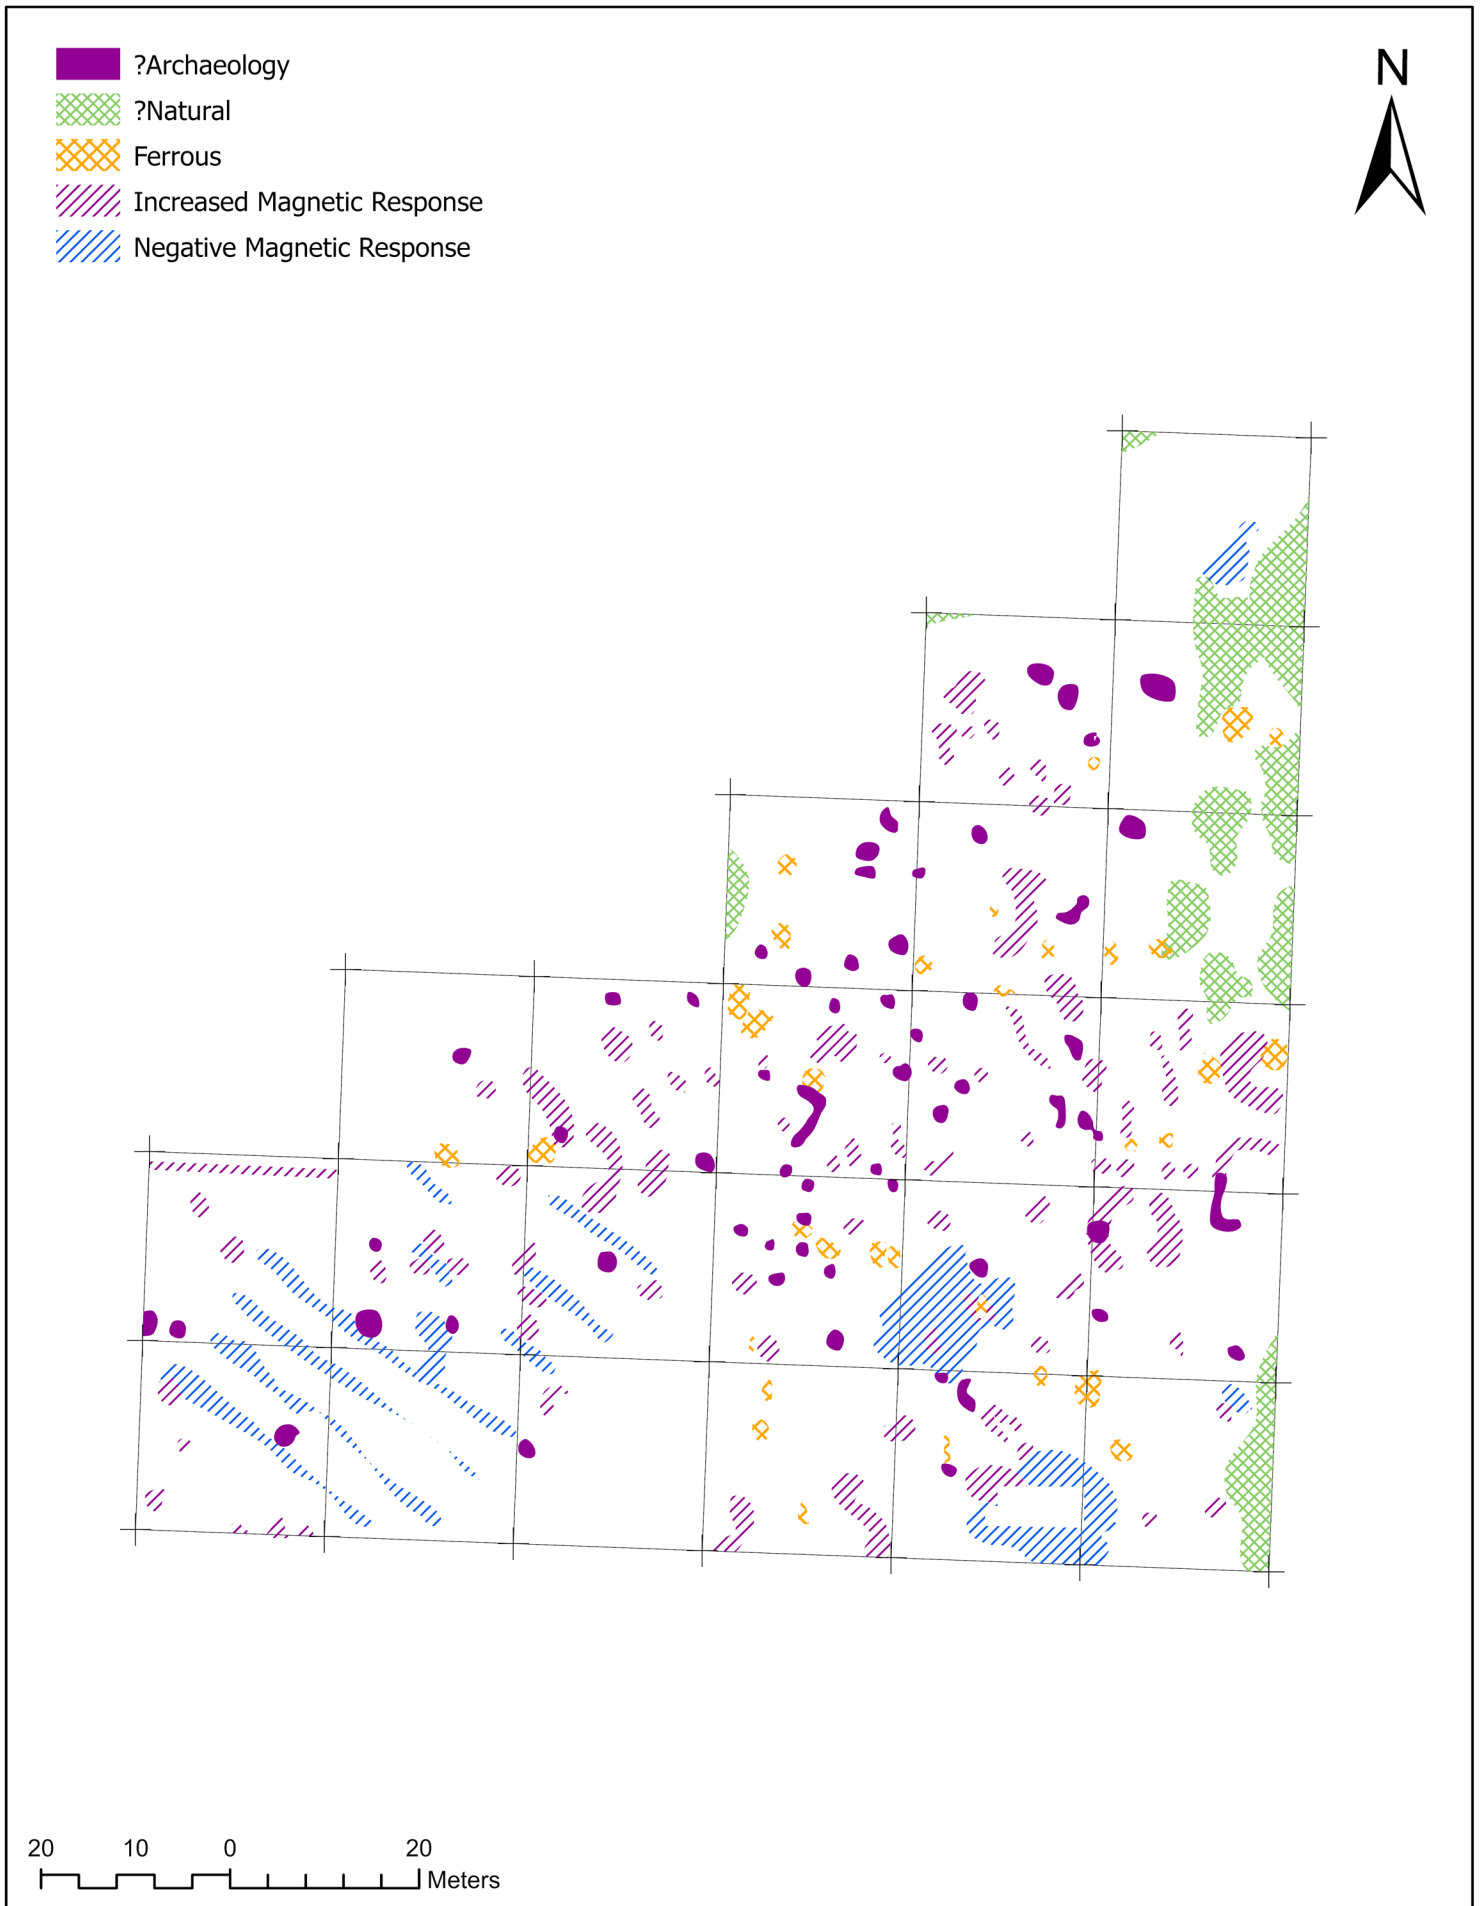 ?Archaeology
?Natural
Ferrous
Increased Magnetic Response
Negative Magnetic Response
N
20 10 0 20
Meters